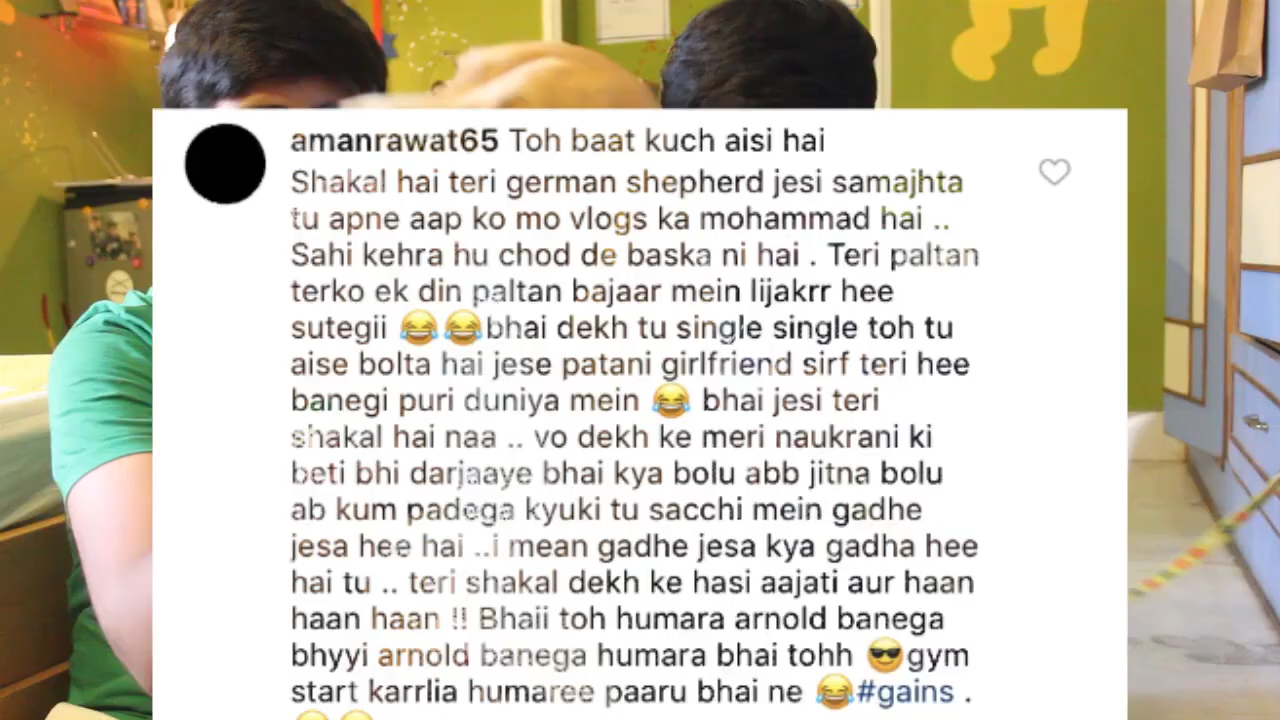 amanrawat65 Toh baat kuch aisi hai
Shakal hai teri german shepherd jesi samajhta
tu apne aap ko mo vlogs ka mohammad hai ..
Sahi kehra hu chod de baska ni hai . Teri paltan
terko ek din paltan bajaar mein lijakrr hee
sutegii 😂😂bhai dekh tu single single toh tu
aise bolta hai jese patani girlfriend sirf teri hee
banegi puri duniya mein 😂 bhai jesi teri
shakal hai naa .. vo dekh ke meri naukrani ki
beti bhi darjaaye bhai kya bolu abb jitna bolu
ab kum padega kyuki tu sacchi mein gadhe
jesa hee hai ..i mean gadhe jesa kya gadha hee
hai tu .. teri shakal dekh ke hasi aajati aur haan
haan haan !! Bhaii toh humara arnold banega
bhyyi arnold banega humara bhai tohh 😎gym
start karrlia humaree paaru bhai ne 😂#gains .